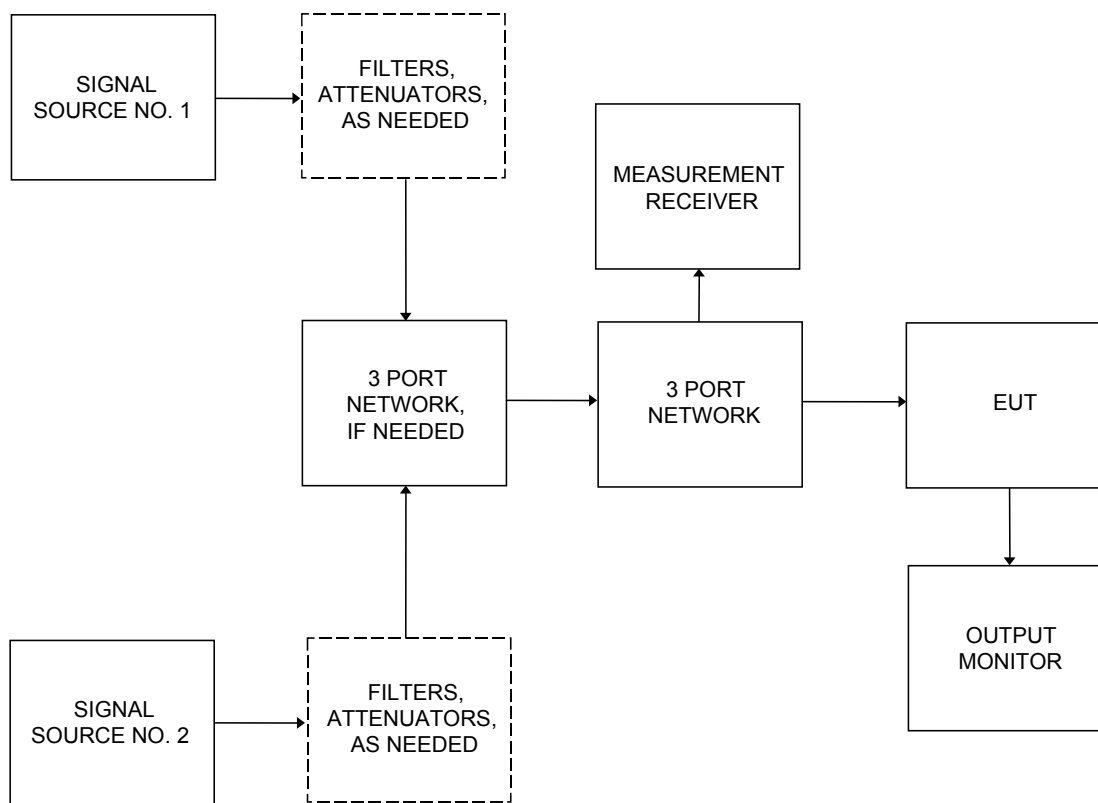 SIGNAL
SOURCE NO. 1
FILTERS,
ATTENUATORS,
AS NEEDED
MEASUREMENT
RECEIVER
3 PORT
NETWORK,
IF NEEDED
3 PORT
NETWORK
EUT
OUTPUT
MONITOR
SIGNAL
SOURCE NO. 2
FILTERS,
ATTENUATORS,
AS NEEDED